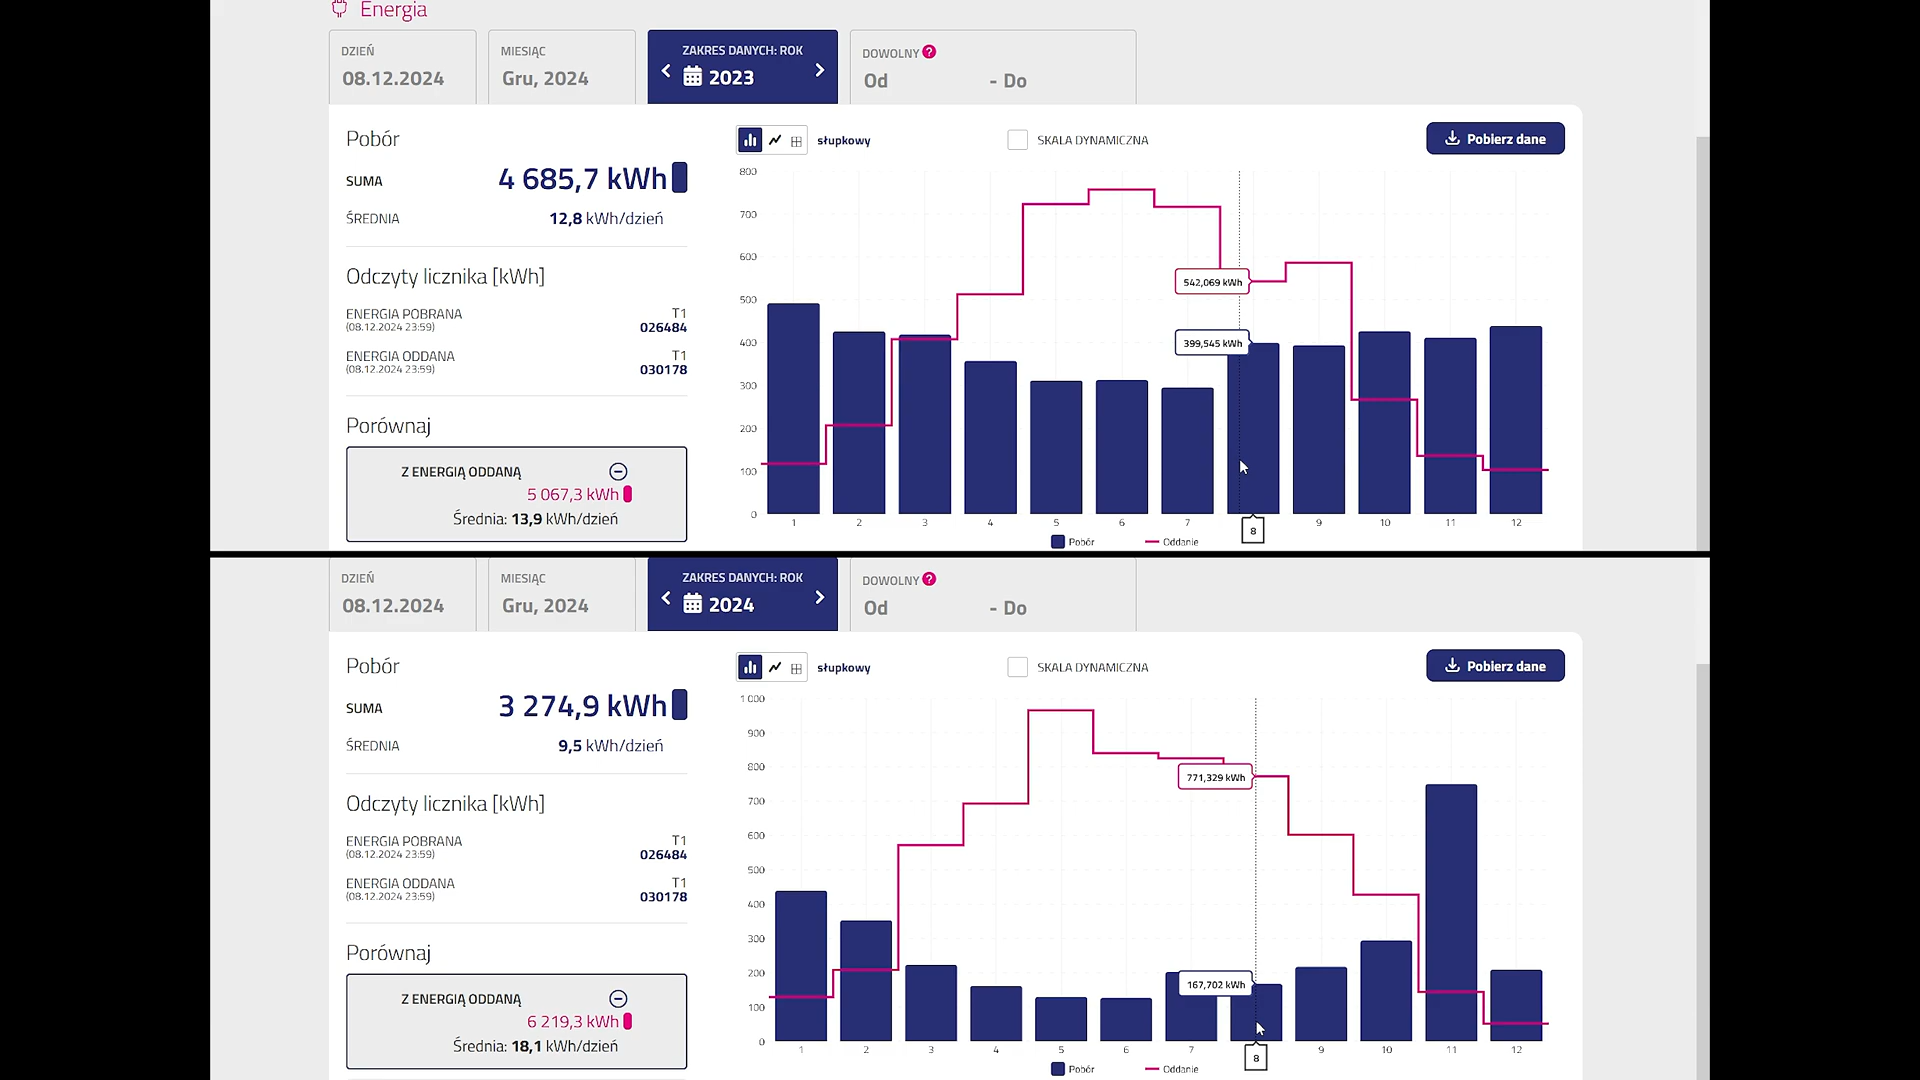 Energia
DZIEŃ
08.12.2024
MIESIĄC
Gru, 2024
ZAKRES DANYCH: ROK
2023
DOWOLNY ?
Od - Do
Pobór
SUMA 4 685,7 kWh
ŚREDNIA 12,8 kWh/dzień
Odczyty licznika [kWh]
ENERGIA POBRANA T1
(08.12.2024 23:59) 026484
ENERGIA ODDANA T1
(08.12.2024 23:59) 030178
Porównaj
Z ENERGIĄ ODDANĄ
5 067,3 kWh
Średnia: 13,9 kWh/dzień
słupkowy
SKALA DYNAMICZNA
Pobierz dane
800
700
600
500
400
300
200
100
0
542,069 kWh
399,545 kWh
1 2 3 4 5 6 7 8 9 10 11 12
Pobór Oddanie
DZIEŃ
08.12.2024
MIESIĄC
Gru, 2024
ZAKRES DANYCH: ROK
2024
DOWOLNY ?
Od - Do
Pobór
SUMA 3 274,9 kWh
ŚREDNIA 9,5 kWh/dzień
Odczyty licznika [kWh]
ENERGIA POBRANA T1
(08.12.2024 23:59) 026484
ENERGIA ODDANA T1
(08.12.2024 23:59) 030178
Porównaj
Z ENERGIĄ ODDANĄ
6 219,3 kWh
Średnia: 18,1 kWh/dzień
słupkowy
SKALA DYNAMICZNA
Pobierz dane
1 000
900
800
700
600
500
400
300
200
100
0
771,329 kWh
167,702 kWh
1 2 3 4 5 6 7 8 9 10 11 12
Pobór Oddanie